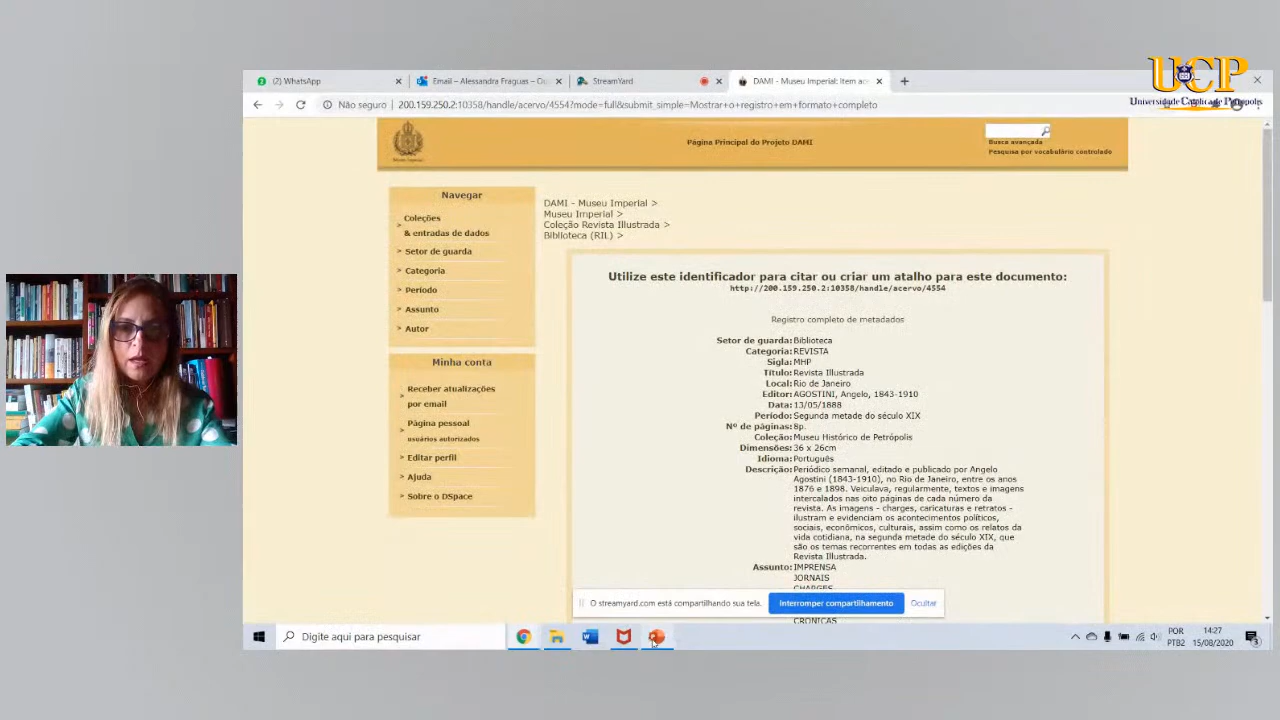 UCP
Universidade Católica de Petrópolis
(2) WhatsApp
Email – Alessandra Fraguas – O
StreamYard
DAMI - Museu Imperial: Item ac
Não seguro
200.159.250.2:10358/handle/acervo/4554?mode=full&submit_simple=Mostrar+o+registro+em+formato+completo
Página Principal do Projeto DAMI
Busca avançada
Pesquisa por vocabulário controlado
Navegar
> Coleções
& entradas de dados
> Setor de guarda
> Categoria
> Período
> Assunto
> Autor
Minha conta
> Receber atualizações
por email
> Página pessoal
usuários autorizados
> Editar perfil
> Ajuda
> Sobre o DSpace
DAMI - Museu Imperial >
Museu Imperial >
Coleção Revista Illustrada >
Biblioteca (RIL) >
Utilize este identificador para citar ou criar um atalho para este documento:
http://200.159.250.2:10358/handle/acervo/4554
Registro completo de metadados
Setor de guarda: Biblioteca
Categoria: REVISTA
Sigla: MHP
Título: Revista Illustrada
Local: Rio de Janeiro
Editor: AGOSTINI, Angelo, 1843-1910
Data: 13/05/1888
Período: Segunda metade do século XIX
Nº de páginas: 8p.
Coleção: Museu Histórico de Petrópolis
Dimensões: 36 x 26cm
Idioma: Português
Descrição: Periódico semanal, editado e publicado por Angelo
Agostini (1843-1910), no Rio de Janeiro, entre os anos
1876 e 1898. Veiculava, regularmente, textos e imagens
intercalados nas oito páginas de cada número da
revista. As imagens - charges, caricaturas e retratos -
ilustram e evidenciam os acontecimentos políticos,
sociais, econômicos, culturais, assim como os relatos da
vida cotidiana, na segunda metade do século XIX, que
são os temas recorrentes em todas as edições da
Revista Illustrada.
Assunto: IMPRENSA
JORNAIS
CHARGES
CRÔNICAS
O streamyard.com está compartilhando sua tela.
Interromper compartilhamento
Ocultar
Digite aqui para pesquisar
POR
PTB2
14:27
15/08/2020
3